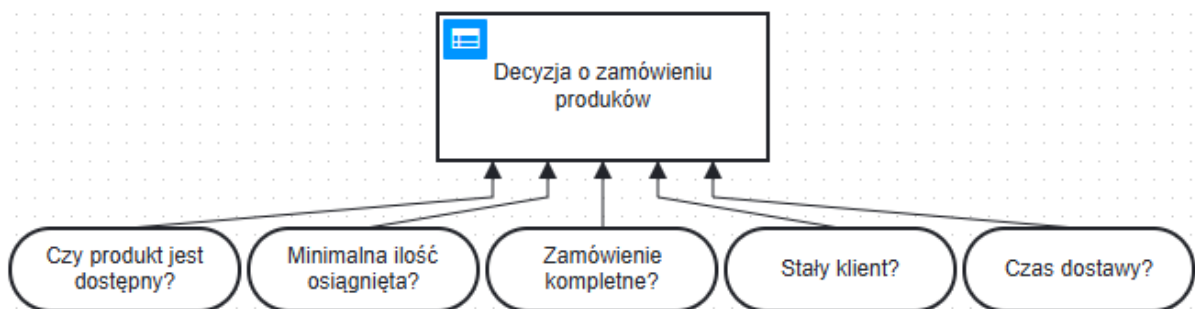 Decyzja o zamówieniu
produków
Czy produkt jest
dostępny?
Minimalna ilość
osiągnięta?
Zamówienie
kompletne?
Stały klient?
Czas dostawy?